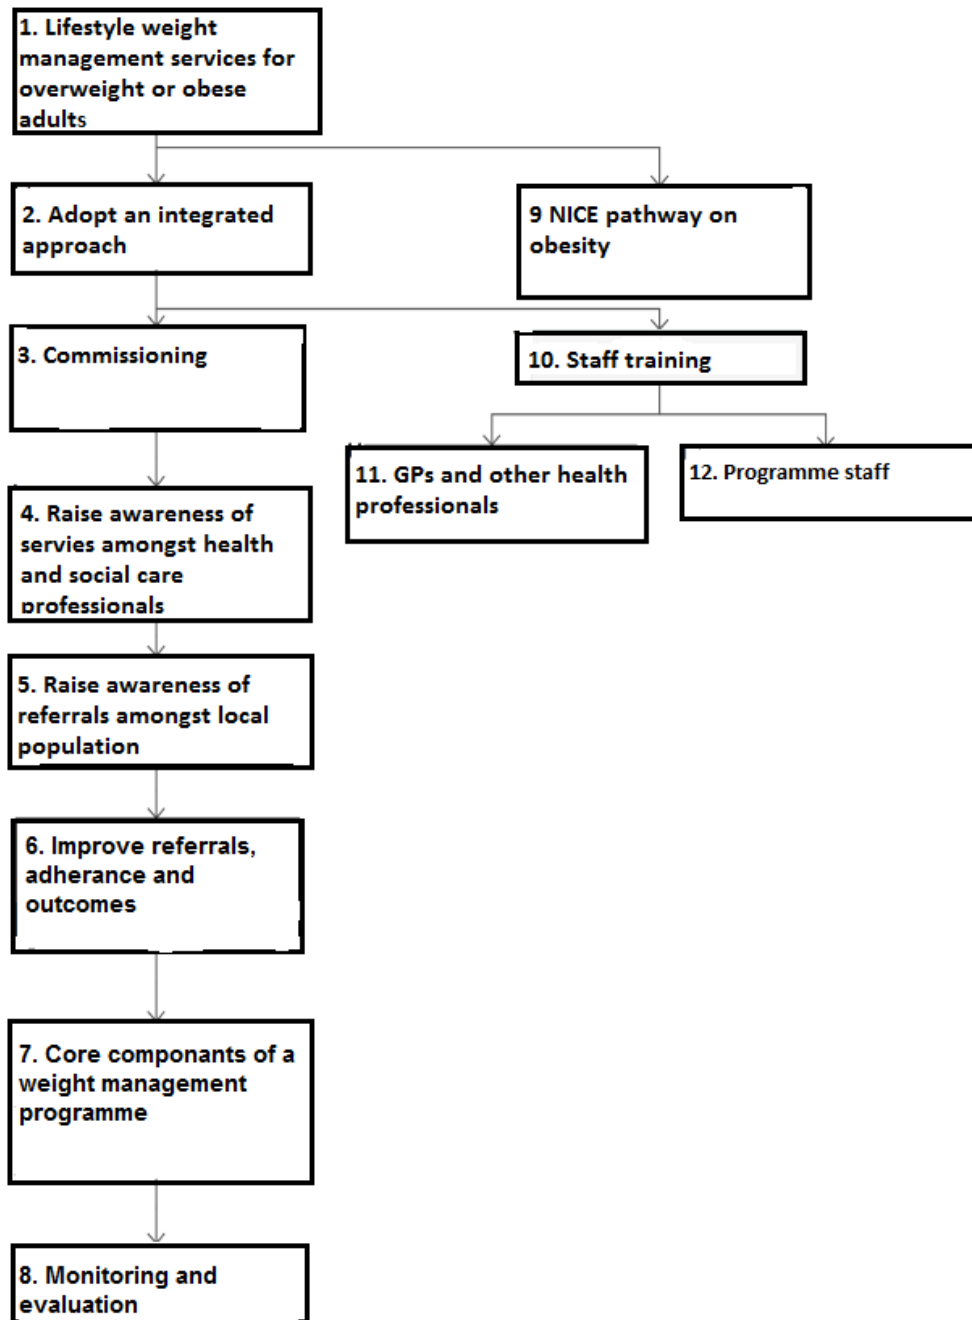 1. Lifestyle weight
management services for
overweight or obese
adults
2. Adopt an integrated
approach
9 NICE pathway on
obesity
3. Commissioning
10. Staff training
11. GPs and other health
professionals
12. Programme staff
4. Raise awareness of
servies amongst health
and social care
professionals
5. Raise awareness of
referrals amongst local
population
6. Improve referrals,
adherance and
outcomes
7. Core componants of a
weight management
programme
8. Monitoring and
evaluation